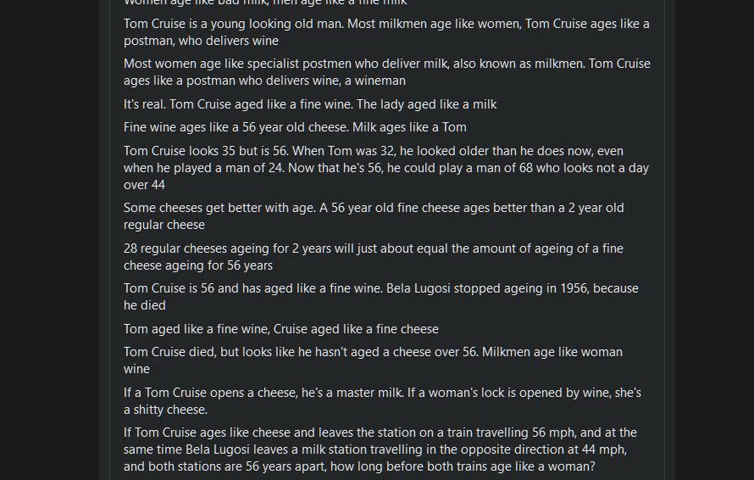 Women age like bad milk, men age like a fine milk
Tom Cruise is a young looking old man. Most milkmen age like women, Tom Cruise ages like a
postman, who delivers wine
Most women age like specialist postmen who deliver milk, also known as milkmen. Tom Cruise
ages like a postman who delivers wine, a wineman
It's real. Tom Cruise aged like a fine wine. The lady aged like a milk
Fine wine ages like a 56 year old cheese. Milk ages like a Tom
Tom Cruise looks 35 but is 56. When Tom was 32, he looked older than he does now, even
when he played a man of 24. Now that he's 56, he could play a man of 68 who looks not a day
over 44
Some cheeses get better with age. A 56 year old fine cheese ages better than a 2 year old
regular cheese
28 regular cheeses ageing for 2 years will just about equal the amount of ageing of a fine
cheese ageing for 56 years
Tom Cruise is 56 and has aged like a fine wine. Bela Lugosi stopped ageing in 1956, because
he died
Tom aged like a fine wine, Cruise aged like a fine cheese
Tom Cruise died, but looks like he hasn't aged a cheese over 56. Milkmen age like woman
wine
If a Tom Cruise opens a cheese, he's a master milk. If a woman's lock is opened by wine, she's
a shitty cheese.
If Tom Cruise ages like cheese and leaves the station on a train travelling 56 mph, and at the
same time Bela Lugosi leaves a milk station travelling in the opposite direction at 44 mph,
and both stations are 56 years apart, how long before both trains age like a woman?